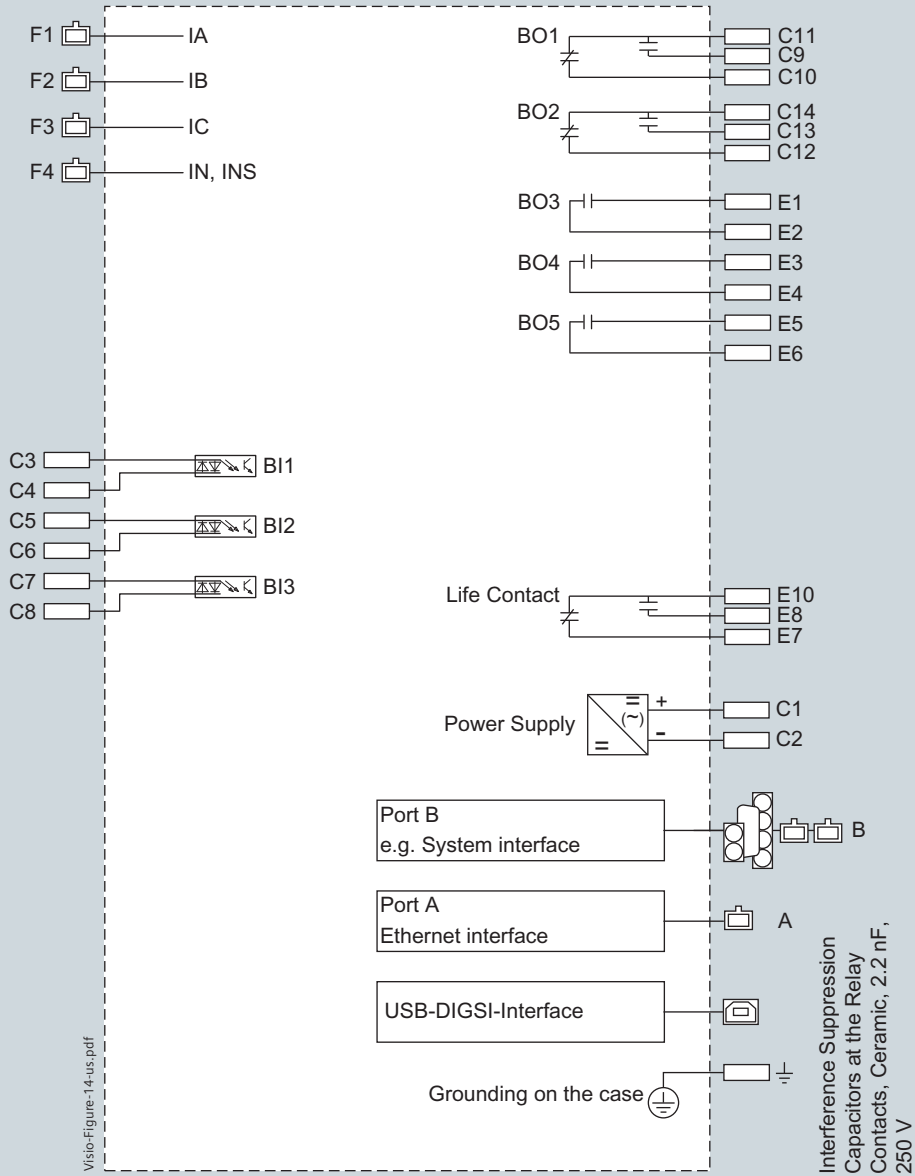 F1 IA
F2 IB
F3 IC
F4 IN, INS
BO1 C11
C9
C10
BO2 C14
C13
C12
BO3 E1
E2
BO4 E3
E4
BO5 E5
E6
C3 BI1
C4
C5 BI2
C6
C7 BI3
C8
Life Contact E10
E8
E7
Power Supply = (~) = + - C1
C2
Port B
e.g. System interface
B
Port A
Ethernet interface
A
USB-DIGSI-Interface
Grounding on the case
Interference Suppression
Capacitors at the Relay
Contacts, Ceramic, 2.2 nF,
250 V
Visio-Figure-14-us.pdf